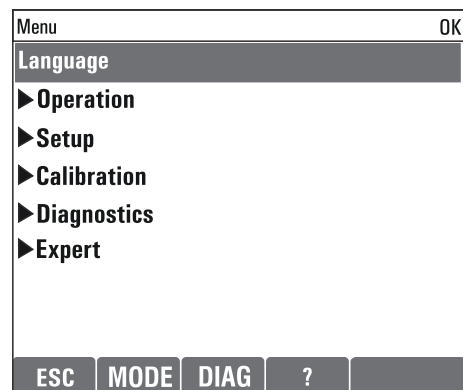 Menu OK
Language
▶Operation
▶Setup
▶Calibration
▶Diagnostics
▶Expert
ESC MODE DIAG ?